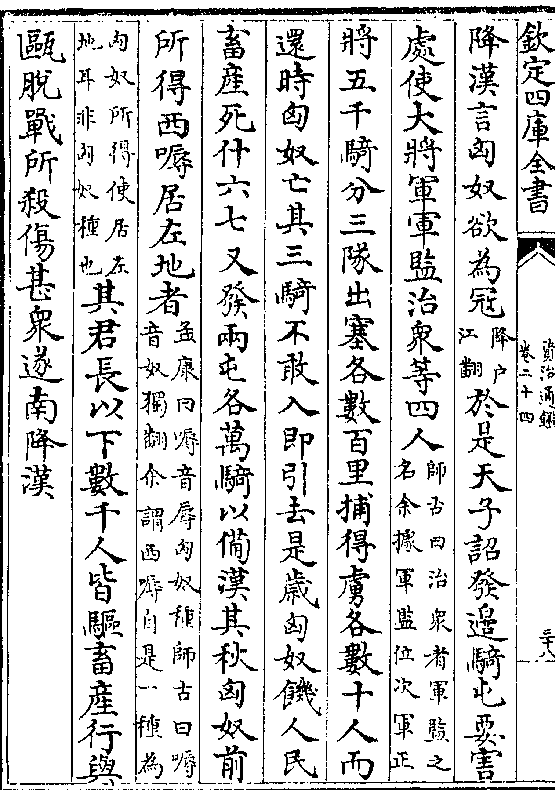 欽定四庫全書
資治通鑑
卷二十四
三十八
降漢言匈奴欲為冦降户江翻於是天子詔發邉騎屯要害
處使大將軍軍監治衆等四人師古曰治衆者軍監之名余據軍監位次軍正
將五千騎分三隊出塞各數百里捕得虜各數十人而
還時匈奴亡其三騎不敢入即引去是歲匈奴饑人民
畜産死什六七又發兩屯各萬騎以備漢其秋匈奴前
所得西嗕居左地者孟康曰嗕音辱匈奴種師古曰嗕音奴獨翻余謂西嗕自是一種為
匈奴所得使居左地耳非匈奴種也其君長以下數千人皆驅畜産行與
甌脫戰所殺傷甚衆遂南降漢